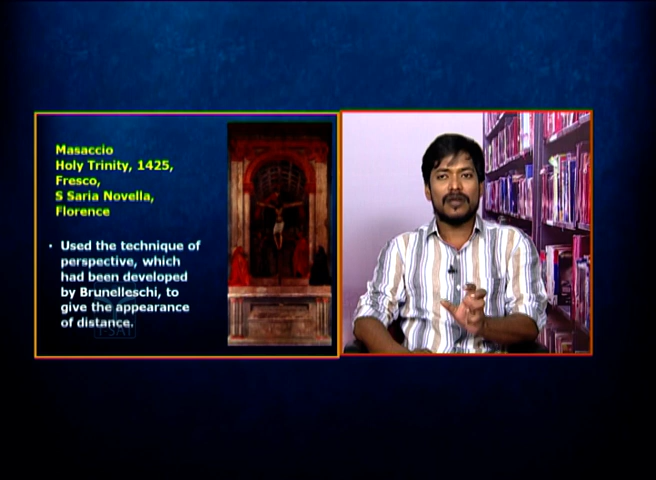 Masaccio
Holy Trinity, 1425,
Fresco,
S Saria Novella,
Florence
• Used the technique of
perspective, which
had been developed
by Brunelleschi, to
give the appearance
of distance.